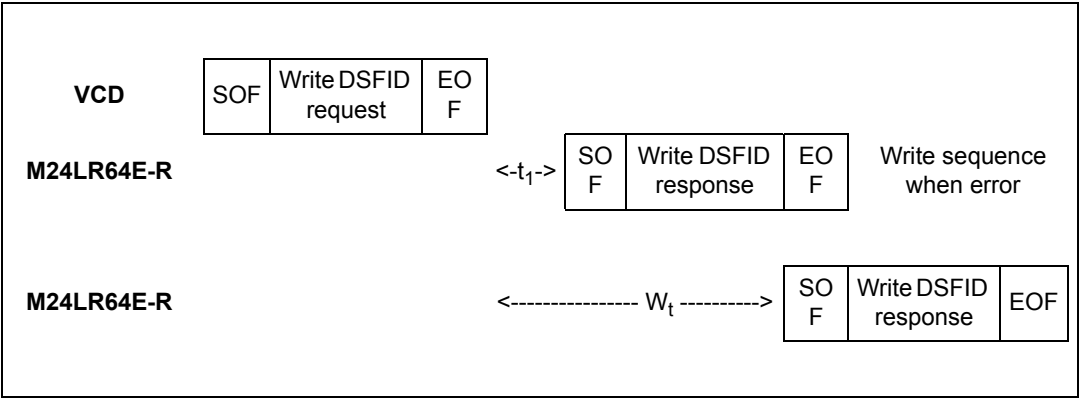 VCD SOF Write DSFID EO
request F
M24LR64E-R <-t1-> SO Write DSFID EO Write sequence
F response F when error
M24LR64E-R <---------------- Wt ----------> SO Write DSFID EOF
F response